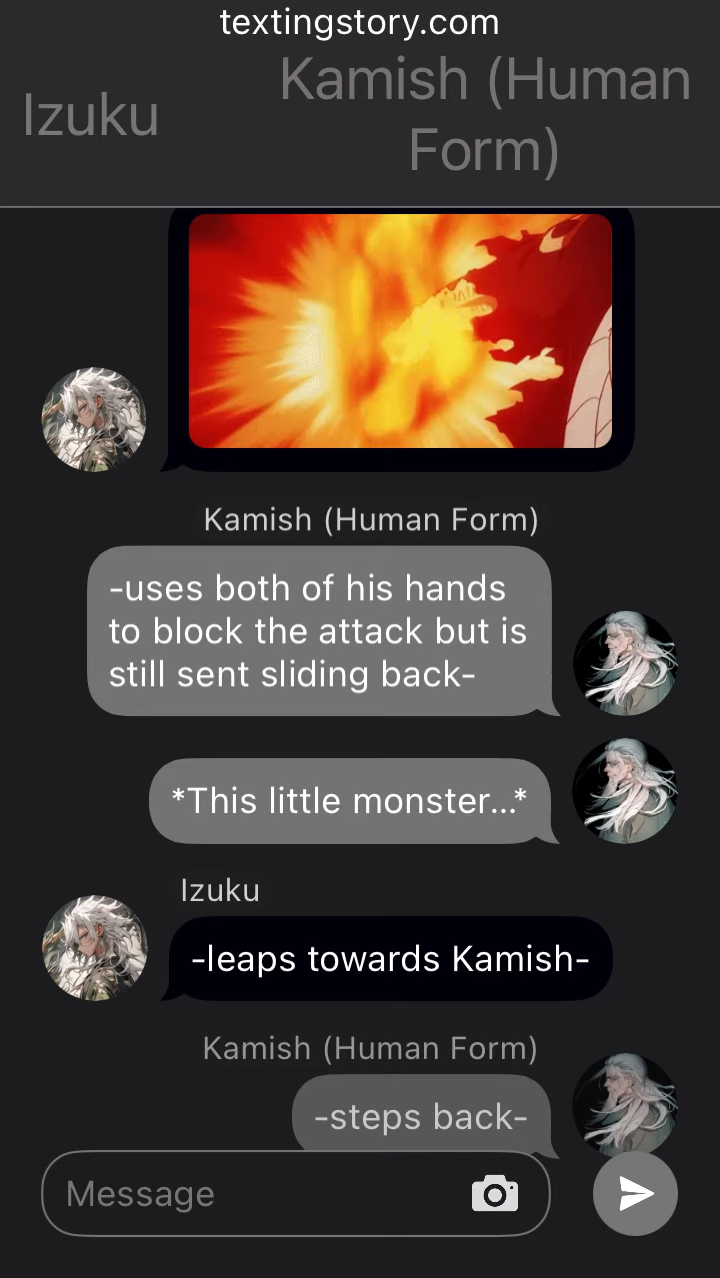 textingstory.com
Izuku
Kamish (Human
Form)
Kamish (Human Form)
-uses both of his hands
to block the attack but is
still sent sliding back-
*This little monster...*
Izuku
-leaps towards Kamish-
Kamish (Human Form)
-steps back-
Message